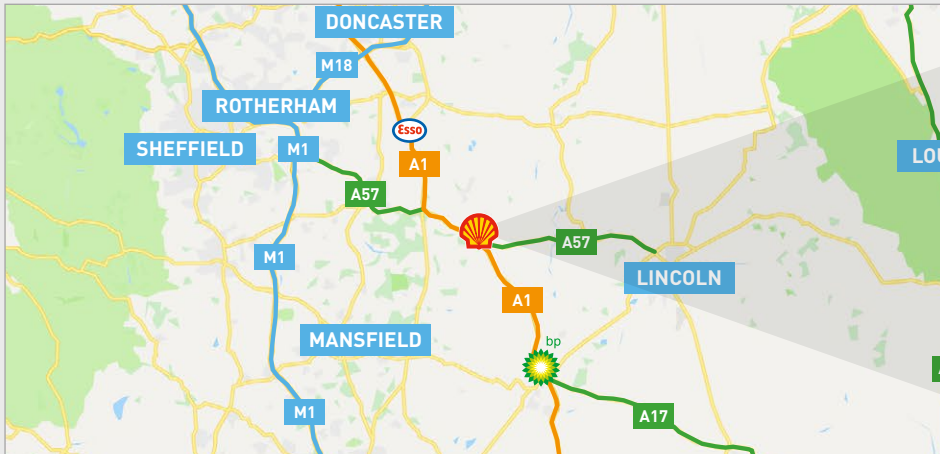 DONCASTER
M18
ROTHERHAM
Esso
SHEFFIELD
M1
A1
A57
A57
M1
LINCOLN
A1
MANSFIELD
bp
M1
A17